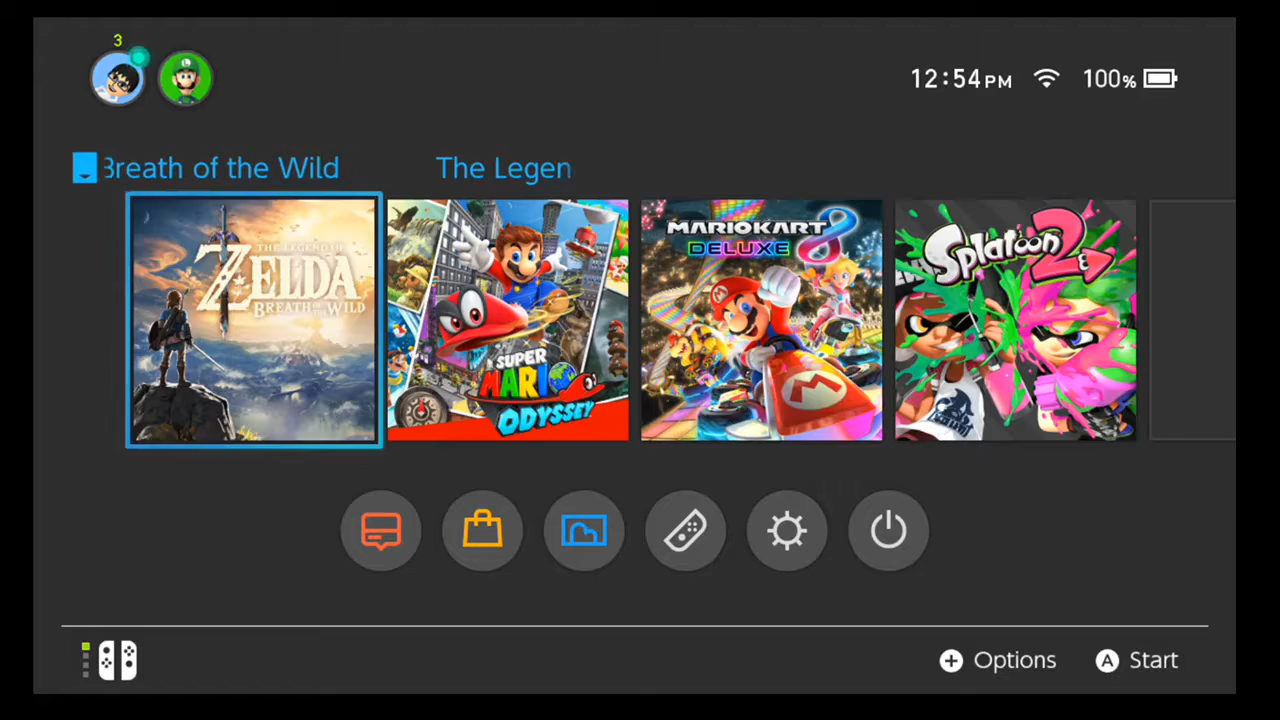 3
12:54PM 100%
Breath of the Wild The Legen
THE LEGEND OF
ZELDA
BREATH OF THE WILD
SUPER
MARIO
ODYSSEY
MARIOKART 8
DELUXE
M
Splatoon 2
+ Options A Start